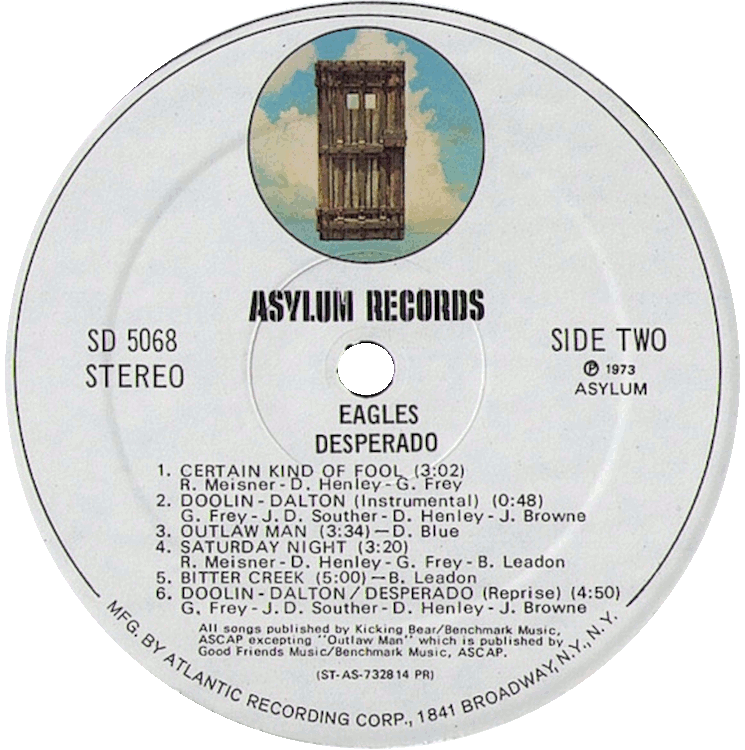 ASYLUM RECORDS
SD 5068
STEREO
SIDE TWO
℗ 1973
ASYLUM
EAGLES
DESPERADO
1. CERTAIN KIND OF FOOL (3:02)
R. Meisner - D. Henley - G. Frey
2. DOOLIN - DALTON (Instrumental) (0:48)
G. Frey - J. D. Souther - D. Henley - J. Browne
3. OUTLAW MAN (3:34) — D. Blue
4. SATURDAY NIGHT (3:20)
R. Meisner - D. Henley - G. Frey - B. Leadon
5. BITTER CREEK (5:00) — B. Leadon
6. DOOLIN - DALTON / DESPERADO (Reprise) (4:50)
G. Frey - J. D. Souther - D. Henley - J. Browne
All songs published by Kicking Bear/Benchmark Music,
ASCAP excepting "Outlaw Man" which is published by
Good Friends Music/Benchmark Music, ASCAP.
(ST-AS-732814 PR)
MFG. BY ATLANTIC RECORDING CORP., 1841 BROADWAY, N.Y., N.Y.